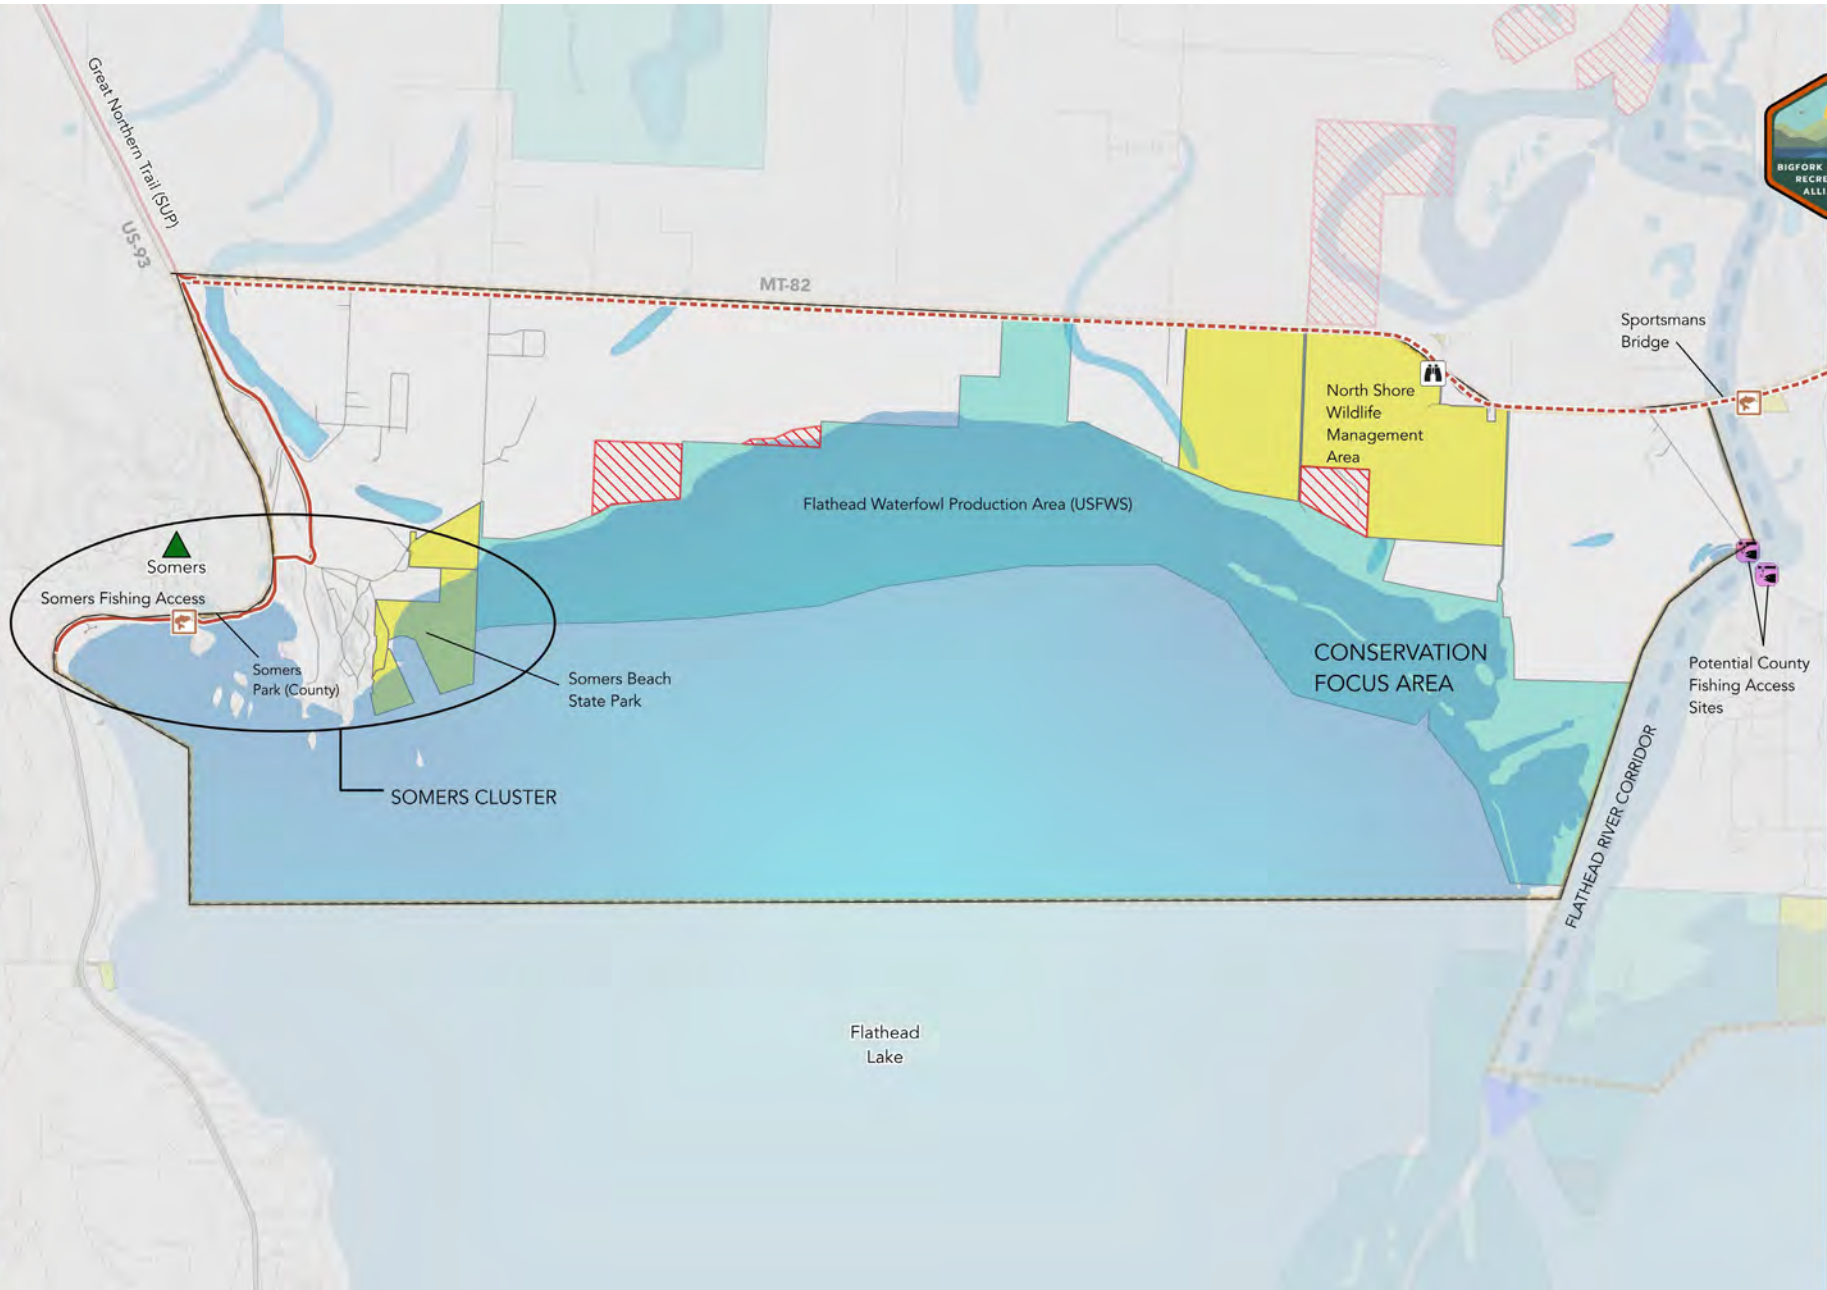 Great Northern Trail (SUP)
US-93
MT-82
BIGFORK
RECRE
ALLI
Sportsmans
Bridge
North Shore
Wildlife
Management
Area
Flathead Waterfowl Production Area (USFWS)
Somers
Somers Fishing Access
Somers
Park (County)
Somers Beach
State Park
CONSERVATION
FOCUS AREA
Potential County
Fishing Access
Sites
SOMERS CLUSTER
FLATHEAD RIVER CORRIDOR
Flathead
Lake